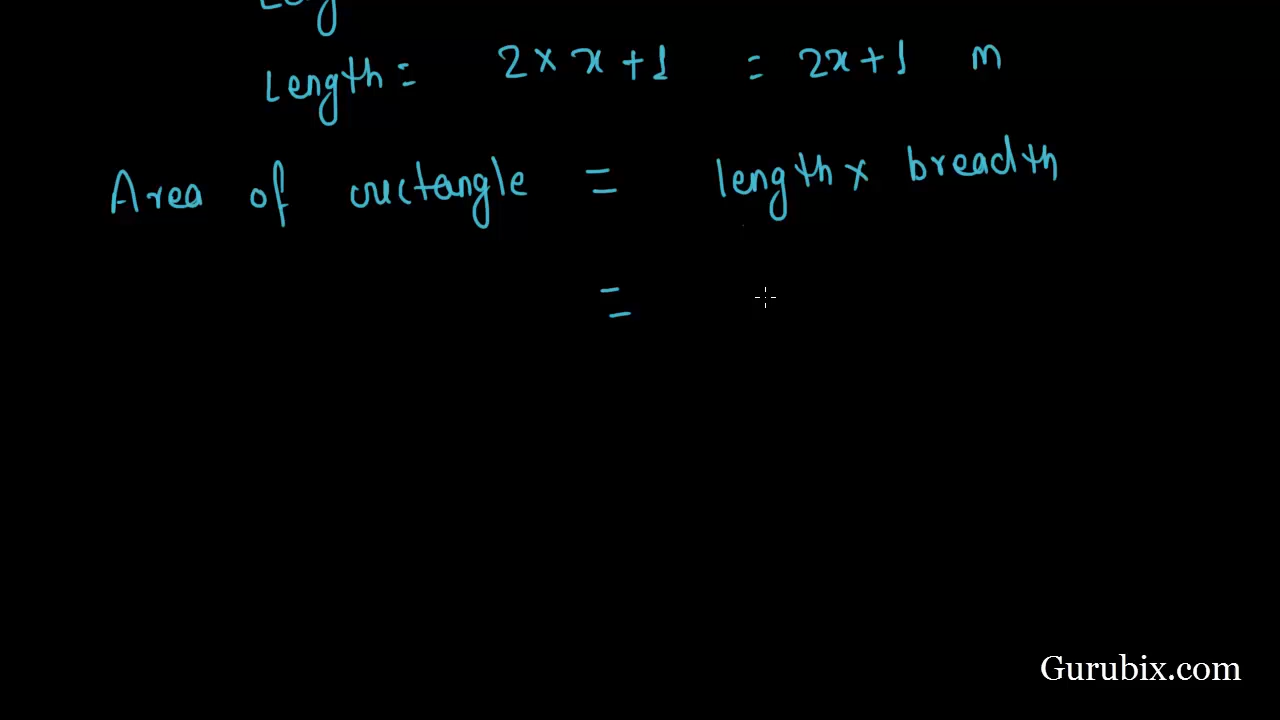 Length = 2 × x + 1 = 2x + 1 m
Area of rectangle = length × breadth
=
Gurubix.com